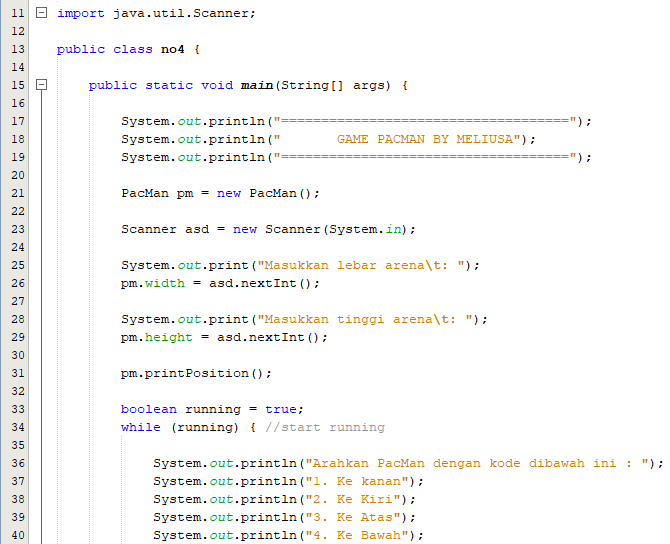 11 import java.util.Scanner;
12
13 public class no4 {
14
15 public static void main(String[] args) {
16
17 System.out.println("====================================");
18 System.out.println("       GAME PACMAN BY MELIUSA");
19 System.out.println("====================================");
20
21 PacMan pm = new PacMan();
22
23 Scanner asd = new Scanner(System.in);
24
25 System.out.print("Masukkan lebar arena\t: ");
26 pm.width = asd.nextInt();
27
28 System.out.print("Masukkan tinggi arena\t: ");
29 pm.height = asd.nextInt();
30
31 pm.printPosition();
32
33 boolean running = true;
34 while (running) { //start running
35
36 System.out.println("Arahkan PacMan dengan kode dibawah ini : ");
37 System.out.println("1. Ke kanan");
38 System.out.println("2. Ke Kiri");
39 System.out.println("3. Ke Atas");
40 System.out.println("4. Ke Bawah");